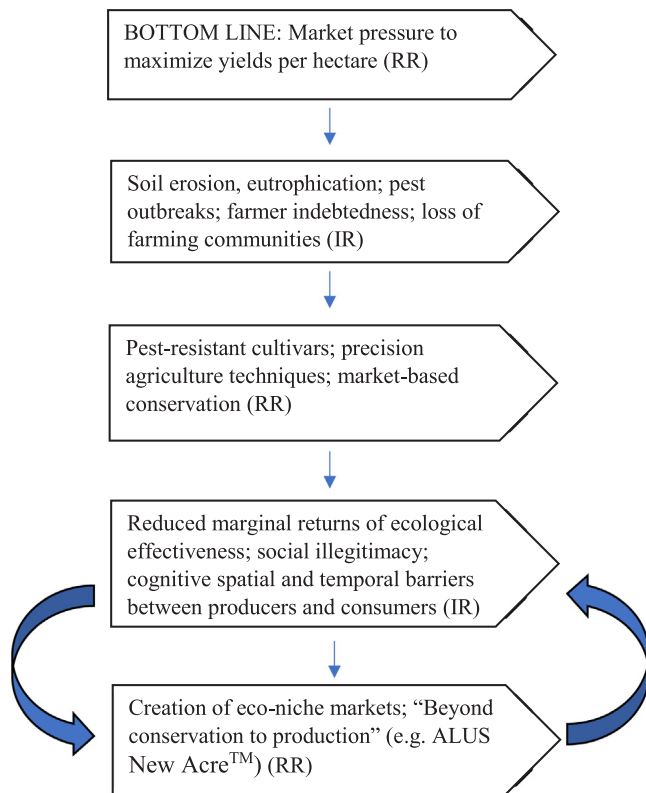 BOTTOM LINE: Market pressure to
maximize yields per hectare (RR)
Soil erosion, eutrophication; pest
outbreaks; farmer indebtedness; loss of
farming communities (IR)
Pest-resistant cultivars; precision
agriculture techniques; market-based
conservation (RR)
Reduced marginal returns of ecological
effectiveness; social illegitimacy;
cognitive spatial and temporal barriers
between producers and consumers (IR)
Creation of eco-niche markets; “Beyond
conservation to production” (e.g. ALUS
New Acre™) (RR)